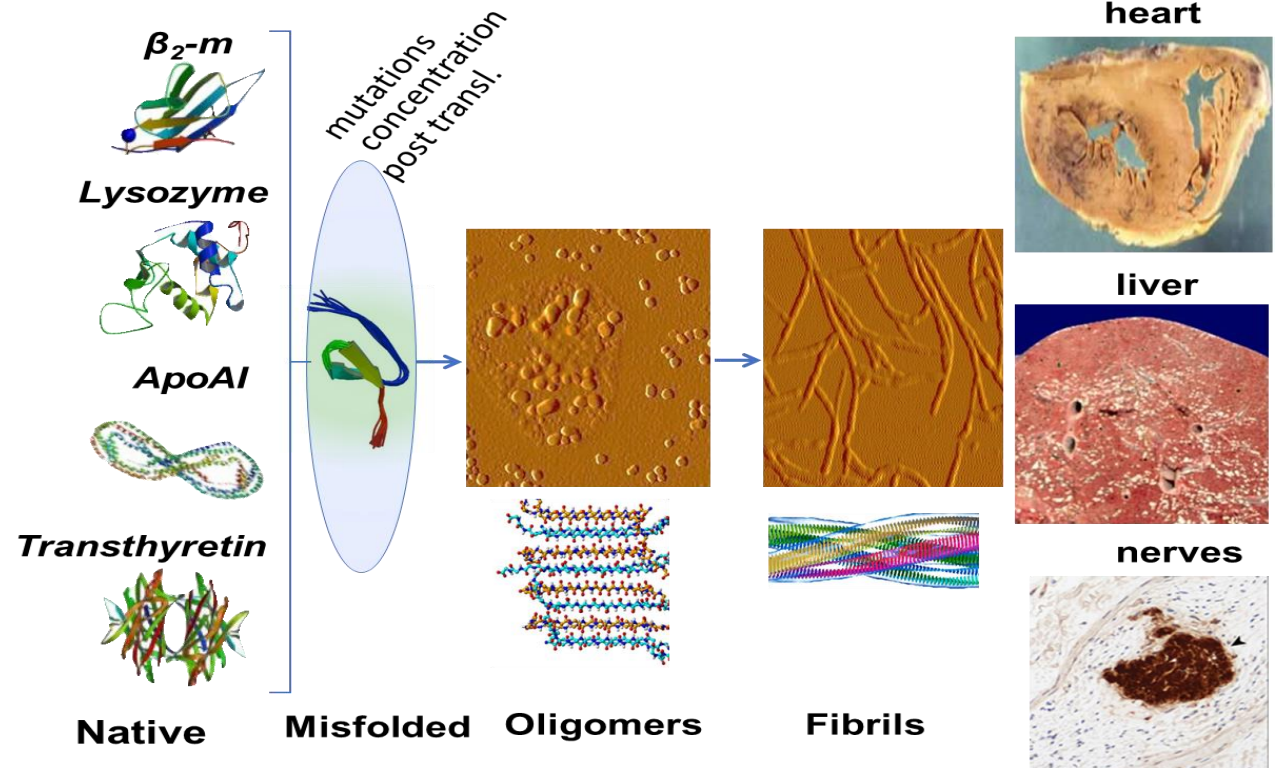 β₂-m
Lysozyme
ApoAI
Transthyretin
Native
mutations
concentration
post transl.
Misfolded
Oligomers
Fibrils
heart
liver
nerves